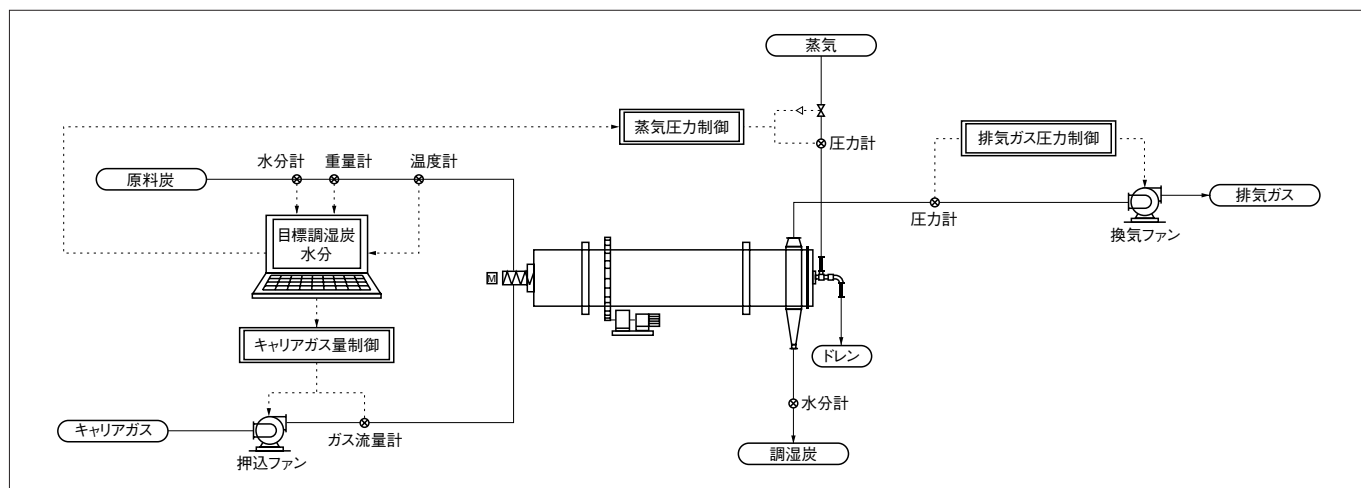 蒸気
蒸気圧力制御
圧力計
排気ガス圧力制御
水分計
重量計
温度計
原料炭
圧力計
排気ガス
換気ファン
目標調湿炭
水分
M
キャリアガス量制御
ドレン
キャリアガス
ガス流量計
押込ファン
水分計
調湿炭